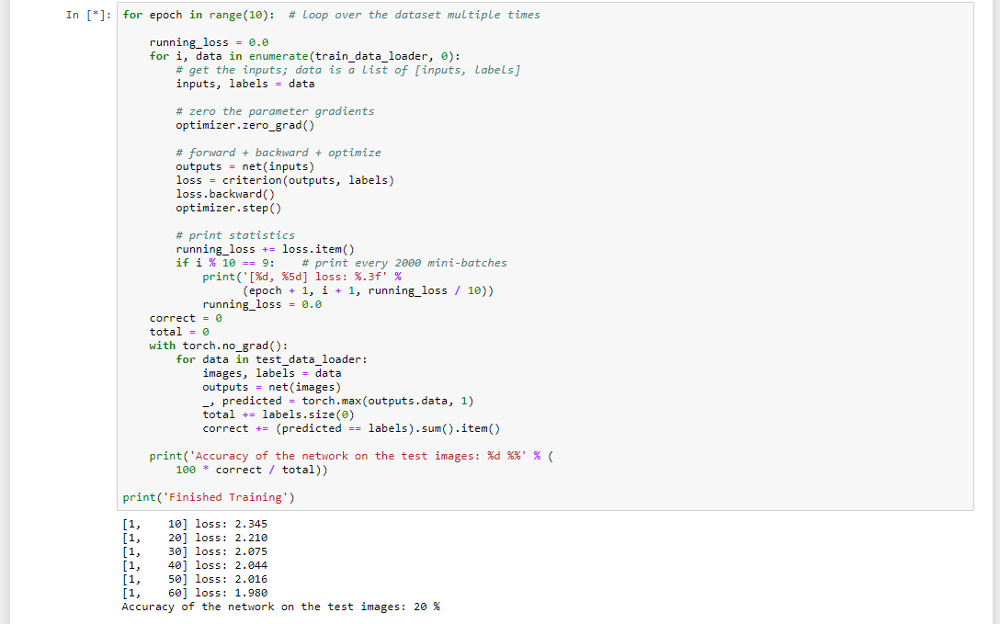 In [*]: for epoch in range(10):  # loop over the dataset multiple times

    running_loss = 0.0
    for i, data in enumerate(train_data_loader, 0):
        # get the inputs; data is a list of [inputs, labels]
        inputs, labels = data

        # zero the parameter gradients
        optimizer.zero_grad()

        # forward + backward + optimize
        outputs = net(inputs)
        loss = criterion(outputs, labels)
        loss.backward()
        optimizer.step()

        # print statistics
        running_loss += loss.item()
        if i % 10 == 9:    # print every 2000 mini-batches
            print('[%d, %5d] loss: %.3f' %
                  (epoch + 1, i + 1, running_loss / 10))
            running_loss = 0.0
    correct = 0
    total = 0
    with torch.no_grad():
        for data in test_data_loader:
            images, labels = data
            outputs = net(images)
            _, predicted = torch.max(outputs.data, 1)
            total += labels.size(0)
            correct += (predicted == labels).sum().item()

    print('Accuracy of the network on the test images: %d %%' % (
        100 * correct / total))

print('Finished Training')
[1,    10] loss: 2.345
[1,    20] loss: 2.210
[1,    30] loss: 2.075
[1,    40] loss: 2.044
[1,    50] loss: 2.016
[1,    60] loss: 1.980
Accuracy of the network on the test images: 20 %